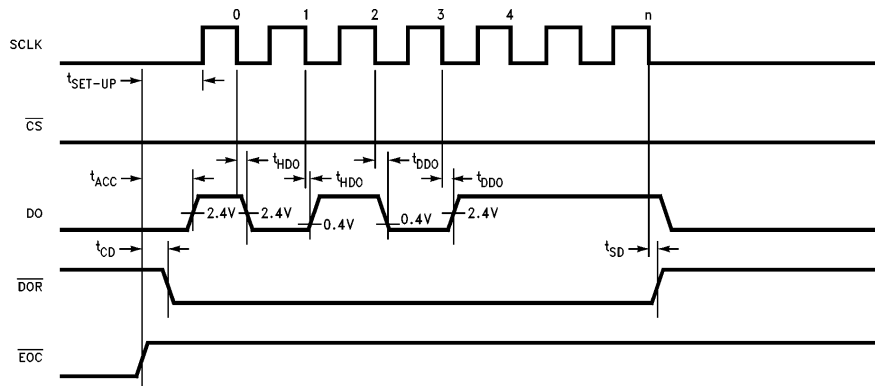 0 1 2 3 4 n
SCLK
tSET-UP
CS
tHDO tDDO
tACC tHDO tDDO
DO 2.4V 2.4V 0.4V 0.4V 2.4V
tCD tSD
DOR
EOC